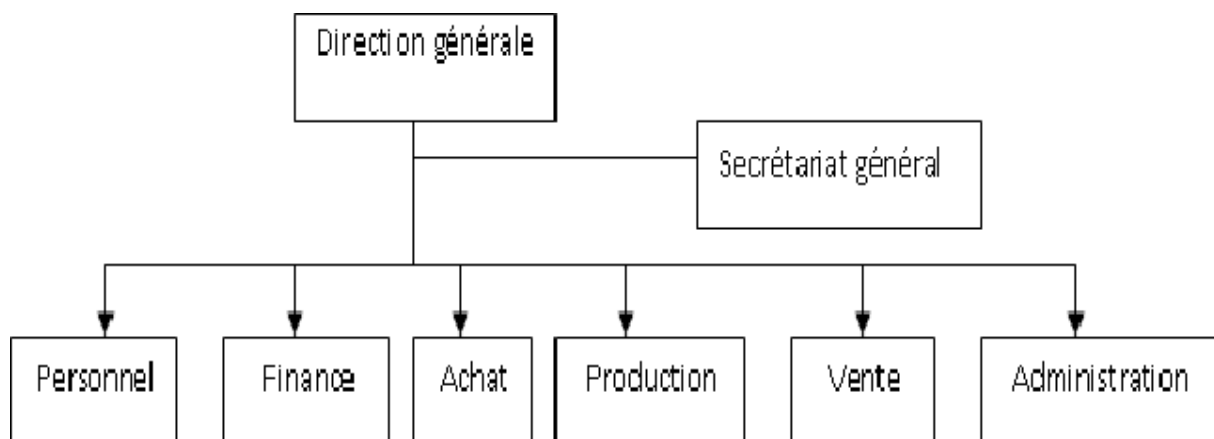 Direction générale
Secrétariat général
Personnel
Finance
Achat
Production
Vente
Administration